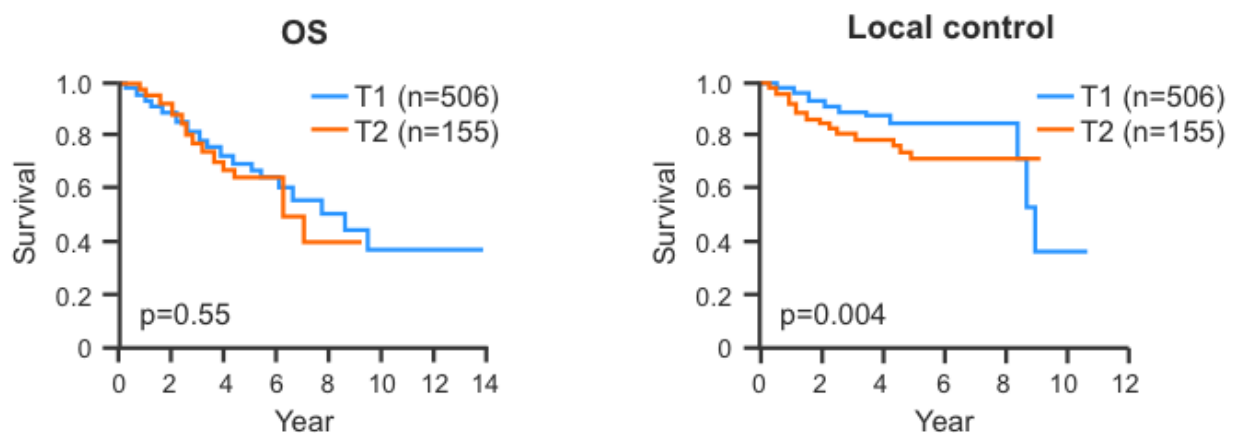 OS
T1 (n=506)
T2 (n=155)
Survival
1.0
0.8
0.6
0.4
0.2
0
p=0.55
0 2 4 6 8 10 12 14
Year
Local control
T1 (n=506)
T2 (n=155)
Survival
1.0
0.8
0.6
0.4
0.2
0
p=0.004
0 2 4 6 8 10 12
Year